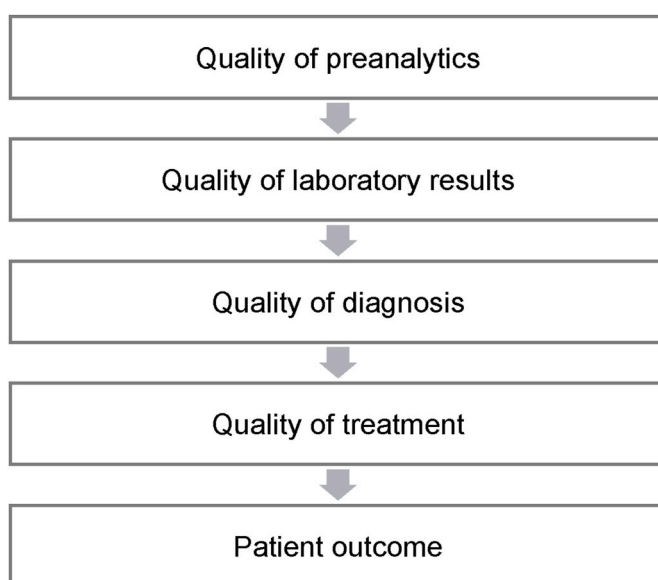 Quality of preanalytics
Quality of laboratory results
Quality of diagnosis
Quality of treatment
Patient outcome